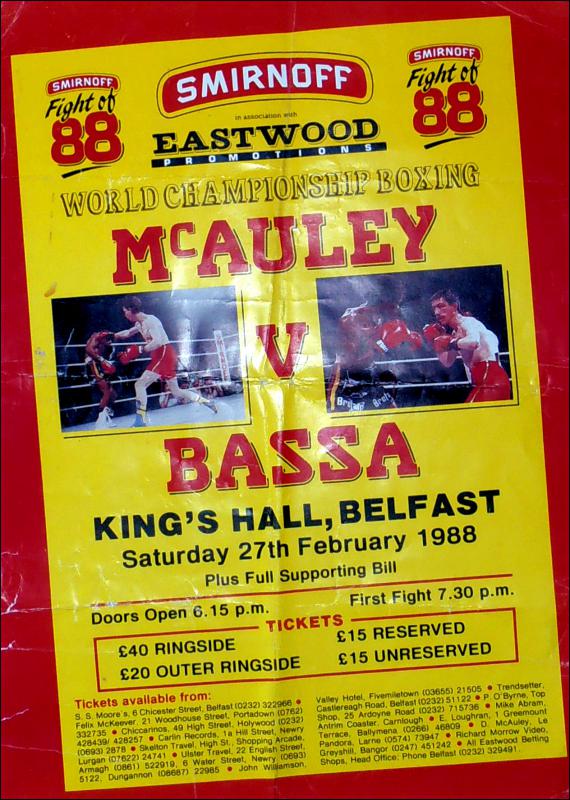 SMIRNOFF
Fight of
88
SMIRNOFF
in association with
EASTWOOD
PROMOTIONS
SMIRNOFF
Fight of
88
WORLD CHAMPIONSHIP BOXING
McAULEY
V
BASSA
KING'S HALL, BELFAST
Saturday 27th February 1988
Plus Full Supporting Bill
Doors Open 6.15 p.m. First Fight 7.30 p.m.
TICKETS
£40 RINGSIDE £15 RESERVED
£20 OUTER RINGSIDE £15 UNRESERVED
Tickets available from:
S. S. Moore s, 6 Chicester Street, Belfast (0232) 322966 •
Felix McKeever, 21 Woodhouse Street, Portadown (0762)
332735 • Chiccarinos, 49 High Street, Holywood (0232)
428439/ 428257 • Carlin Records, 1a Hill Street, Newry
(0693) 2878 • Skelton Travel, High St., Shopping Arcade,
Lurgan (07622) 24741 • Ulster Travel, 22 English Street,
Armagh (0861) 522919, 6 Water Street, Newry (0693)
5122, Dungannon (08687) 22985 • John Williamson,
Valley Hotel, Fivemiletown (03655) 21505 • Trendsetter,
Castlereagh Road, Belfast (0232) 51122 • P. O'Byrne, Top
Shop, 25 Ardoyne Road (0232) 715736 • Mike Abram,
Antrim Coaster, Carnlough • E. Loughran, 1 Greemount
Terrace, Ballymena (0266) 46809 • D. McAuley, Le
Pandora, Larne (0574) 73947 • Richard Morrow Video,
Greyshill, Bangor (0247) 451242 • All Eastwood Betting
Shops, Head Office: Phone Belfast (0232) 329491.